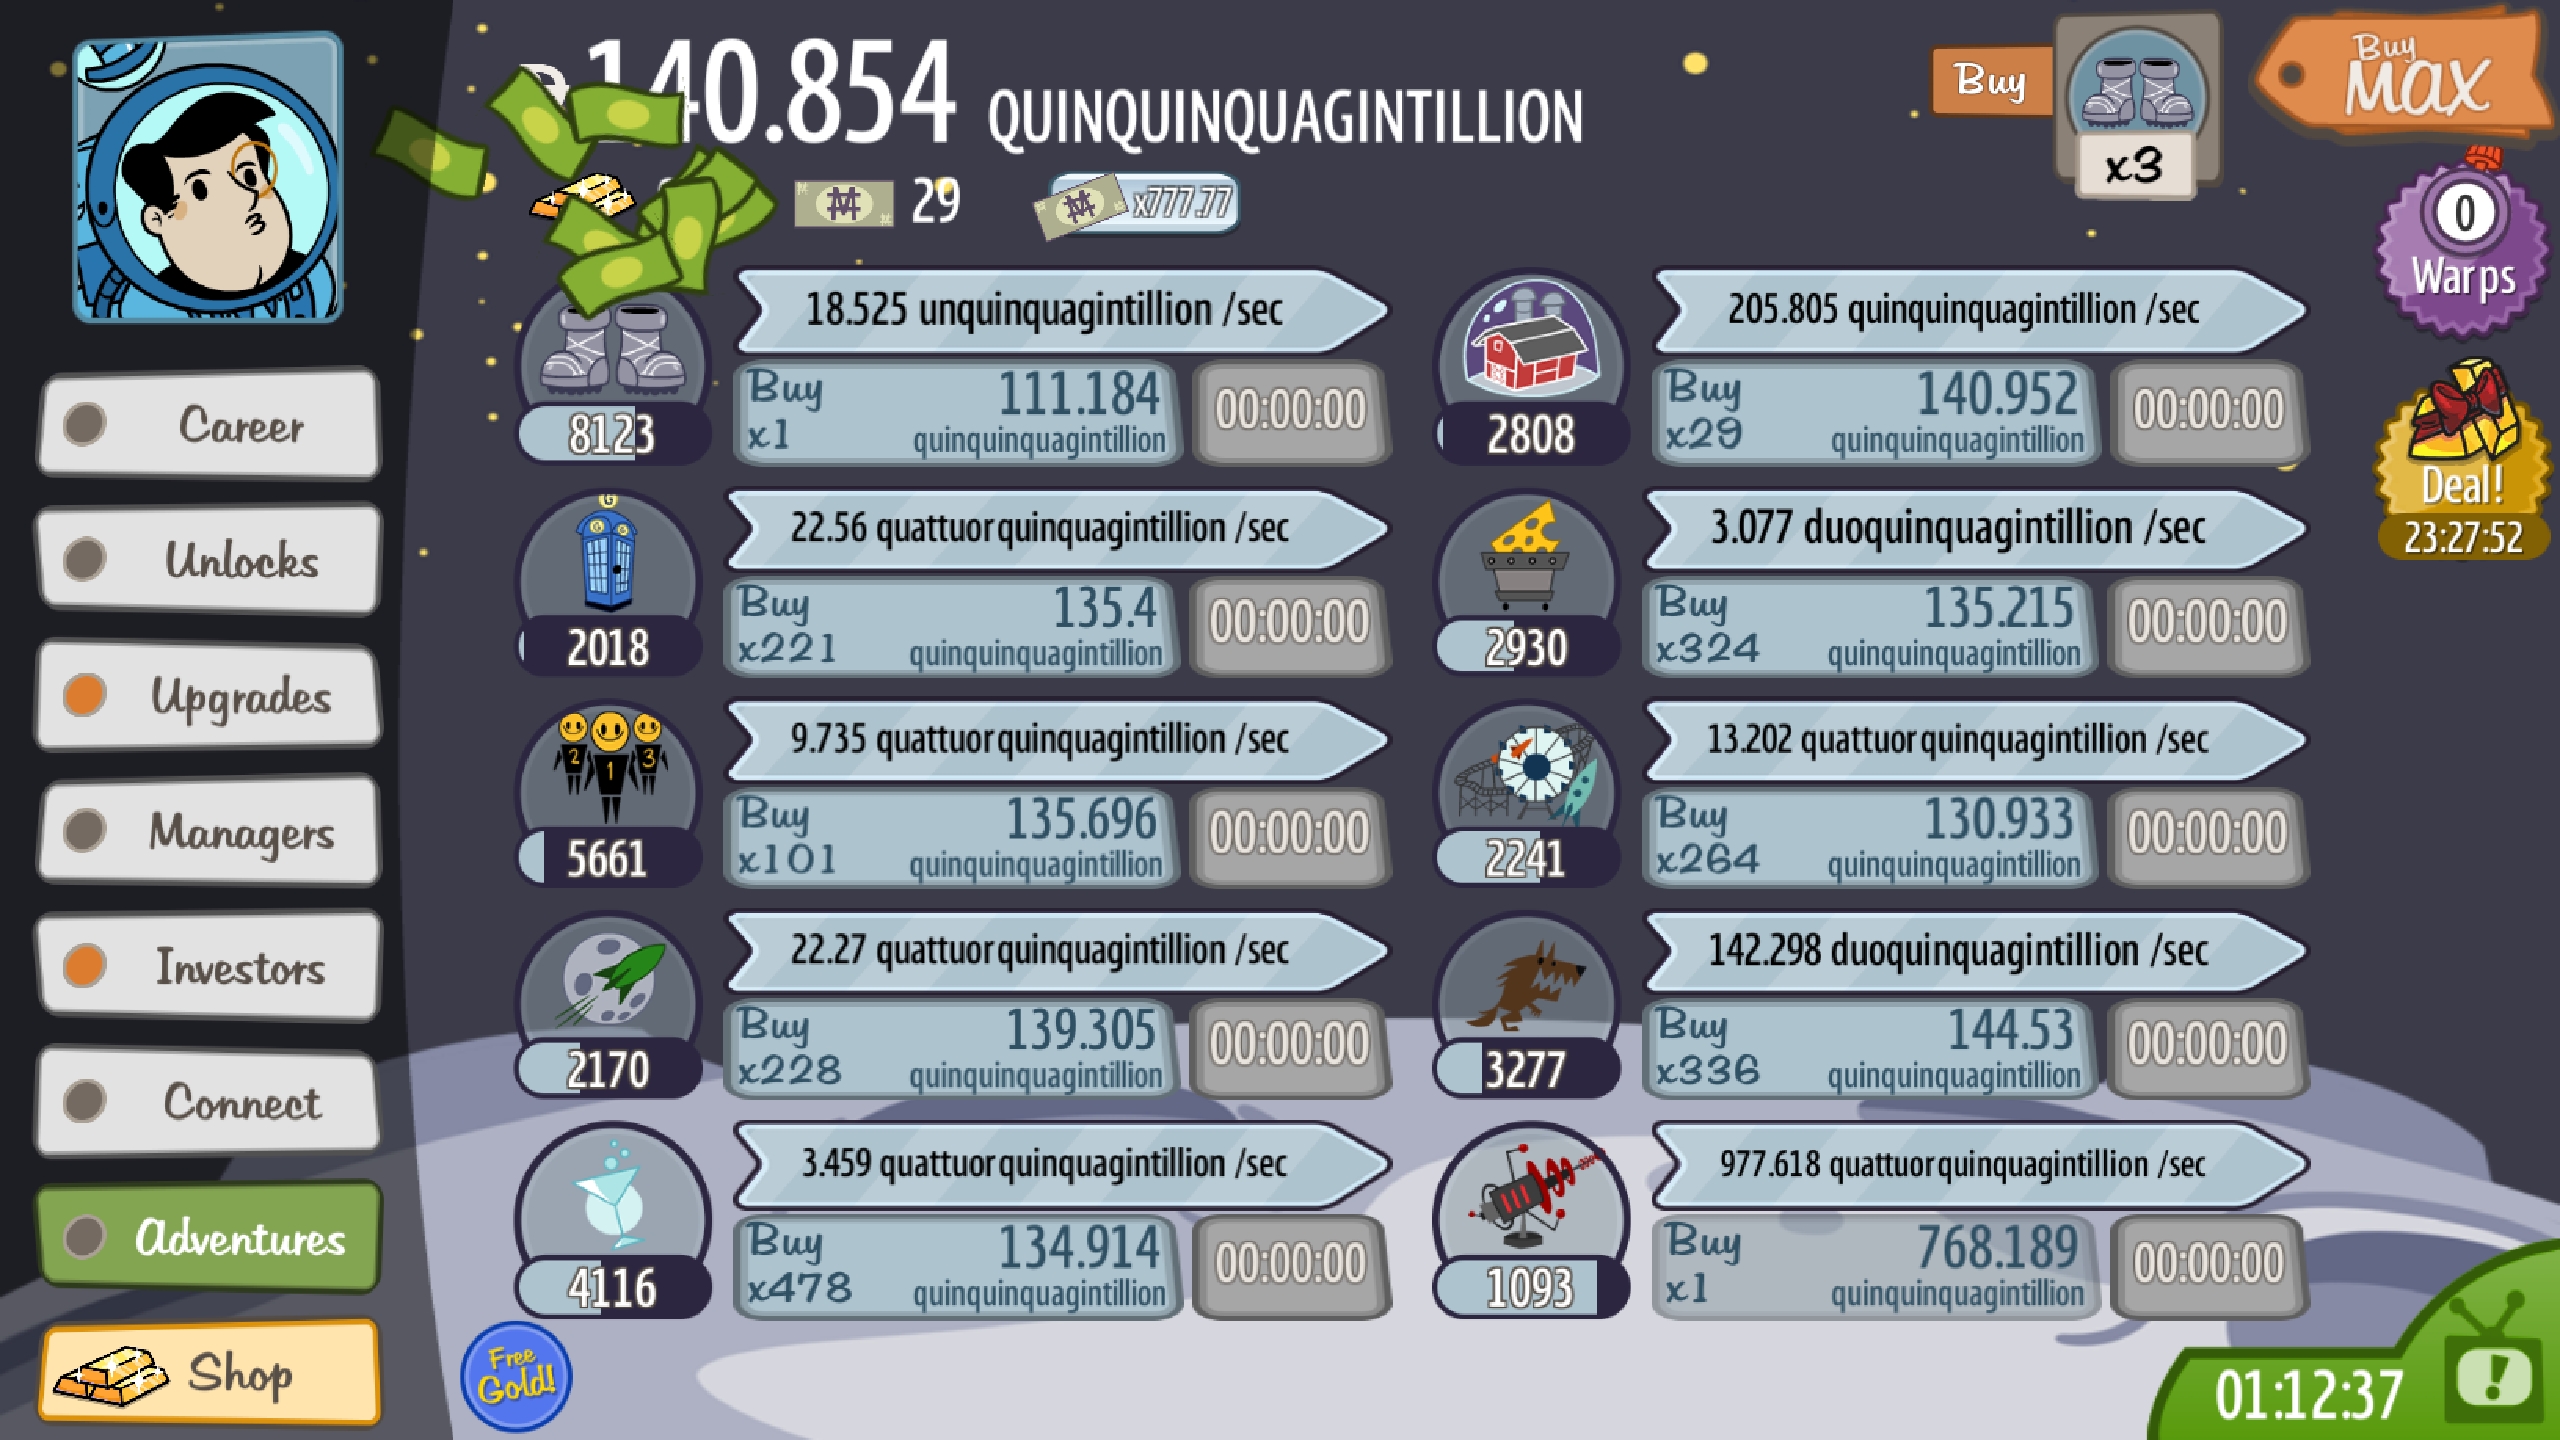 140.854 QUINQUINQUAGINTILLION
29
x777.77
Buy
x3
Buy
MAX
0
Warps
Deal!
23:27:52
Career
Unlocks
Upgrades
Managers
Investors
Connect
Adventures
Shop
18.525 unquinquagintillion /sec
Buy
x1
111.184
quinquinquagintillion
00:00:00
8123
205.805 quinquinquagintillion /sec
Buy
x29
140.952
quinquinquagintillion
00:00:00
2808
G
22.56 quattuorquinquagintillion /sec
Buy
x221
135.4
quinquinquagintillion
00:00:00
2018
3.077 duoquinquagintillion /sec
Buy
x324
135.215
quinquinquagintillion
00:00:00
2930
2 1 3
9.735 quattuorquinquagintillion /sec
Buy
x101
135.696
quinquinquagintillion
00:00:00
5661
13.202 quattuorquinquagintillion /sec
Buy
x264
130.933
quinquinquagintillion
00:00:00
2241
22.27 quattuorquinquagintillion /sec
Buy
x228
139.305
quinquinquagintillion
00:00:00
2170
142.298 duoquinquagintillion /sec
Buy
x336
144.53
quinquinquagintillion
00:00:00
3277
3.459 quattuorquinquagintillion /sec
Buy
x478
134.914
quinquinquagintillion
00:00:00
4116
977.618 quattuorquinquagintillion /sec
Buy
x1
768.189
quinquinquagintillion
00:00:00
1093
Free
Gold!
01:12:37
!